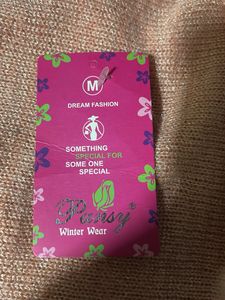 M
DREAM FASHION
SOMETHING
SPECIAL FOR
SOME ONE
SPECIAL
Pansy®
Winter Wear